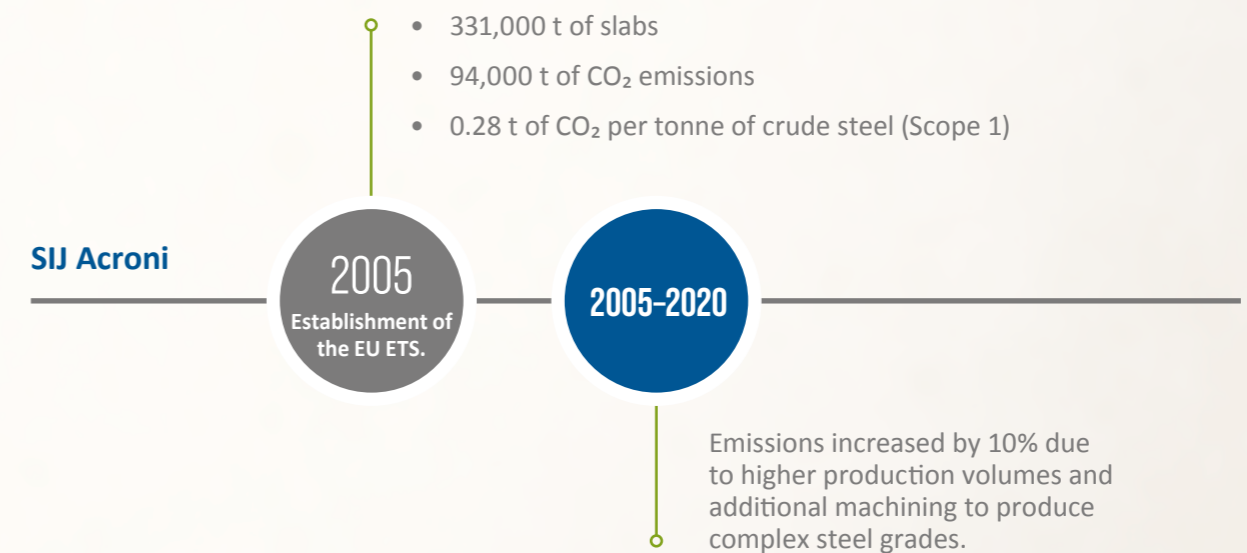 • 331,000 t of slabs
• 94,000 t of CO₂ emissions
• 0.28 t of CO₂ per tonne of crude steel (Scope 1)
SIJ Acroni
2005
Establishment of
the EU ETS.
2005–2020
Emissions increased by 10% due
to higher production volumes and
additional machining to produce
complex steel grades.